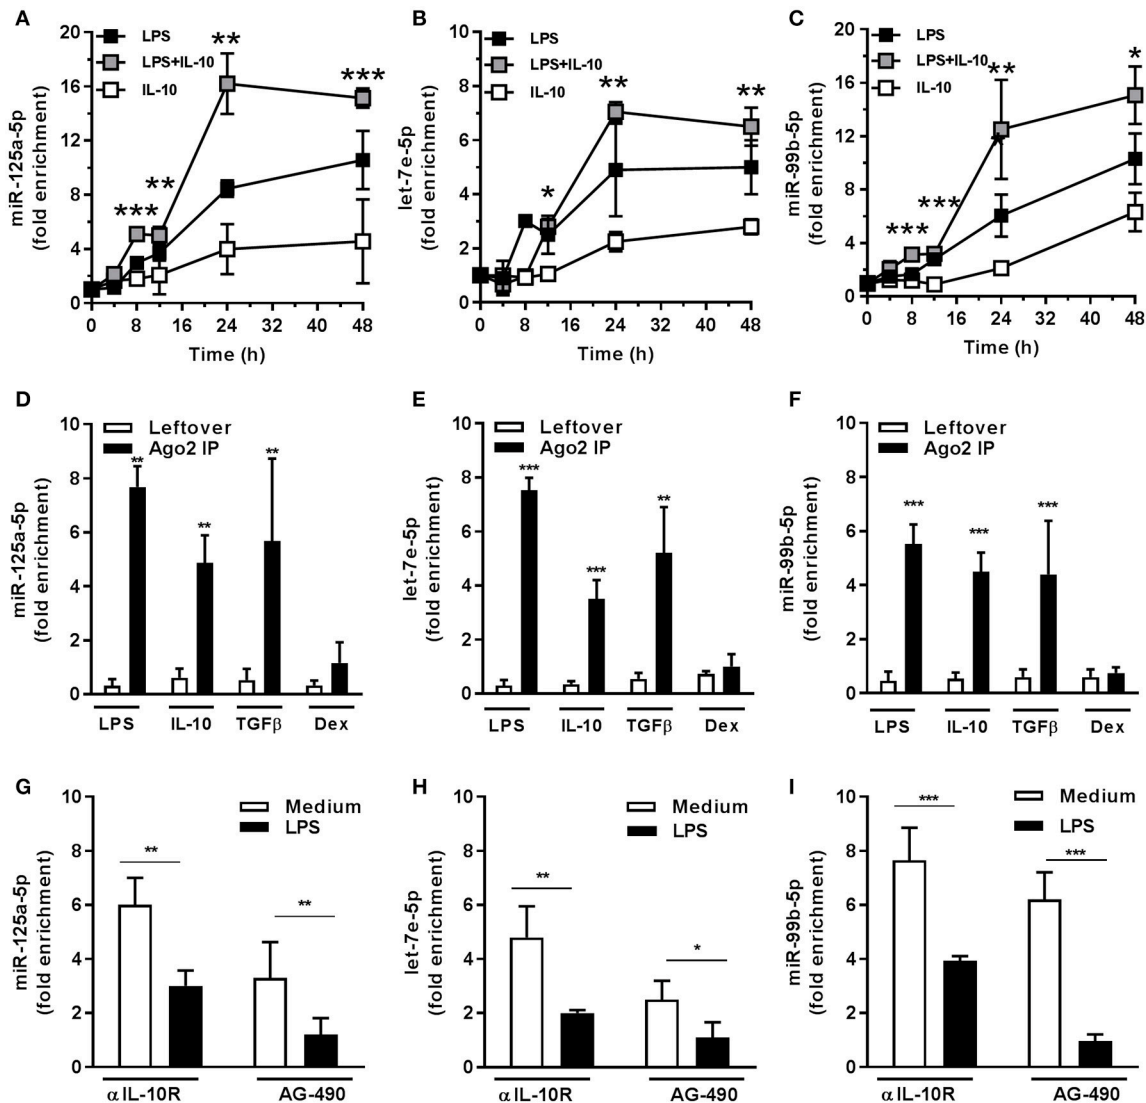 A
LPS
LPS+IL-10
IL-10
miR-125a-5p
(fold enrichment)
20
16
12
8
4
0
0 8 16 24 32 40 48
Time (h)
*** ** ** ***
B
LPS
LPS+IL-10
IL-10
let-7e-5p
(fold enrichment)
10
8
6
4
2
0
0 8 16 24 32 40 48
Time (h)
* ** **
C
LPS
LPS+IL-10
IL-10
miR-99b-5p
(fold enrichment)
20
16
12
8
4
0
0 8 16 24 32 40 48
Time (h)
*** *** ** *
D
Leftover
Ago2 IP
miR-125a-5p
(fold enrichment)
10
8
6
4
2
0
** ** **
LPS IL-10 TGFβ Dex
E
Leftover
Ago2 IP
let-7e-5p
(fold enrichment)
10
8
6
4
2
0
*** *** **
LPS IL-10 TGFβ Dex
F
Leftover
Ago2 IP
miR-99b-5p
(fold enrichment)
10
8
6
4
2
0
*** *** ***
LPS IL-10 TGFβ Dex
G
Medium
LPS
miR-125a-5p
(fold enrichment)
10
8
6
4
2
0
** **
αIL-10R AG-490
H
Medium
LPS
let-7e-5p
(fold enrichment)
10
8
6
4
2
0
** *
αIL-10R AG-490
I
Medium
LPS
miR-99b-5p
(fold enrichment)
10
8
6
4
2
0
*** ***
αIL-10R AG-490